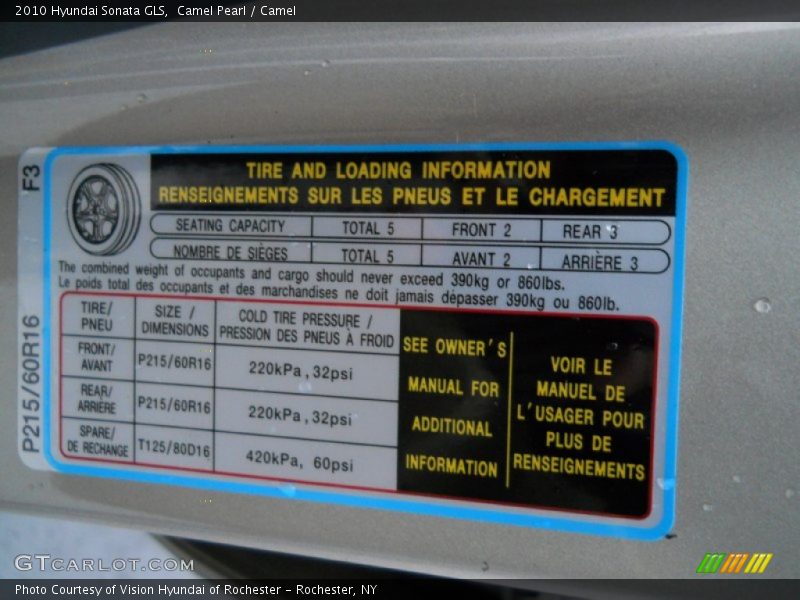 2010 Hyundai Sonata GLS,  Camel Pearl / Camel
F3
P215/60R16
TIRE AND LOADING INFORMATION
RENSEIGNEMENTS SUR LES PNEUS ET LE CHARGEMENT
SEATING CAPACITY TOTAL 5 FRONT 2 REAR 3
NOMBRE DE SIÈGES TOTAL 5 AVANT 2 ARRIÈRE 3
The combined weight of occupants and cargo should never exceed 390kg or 860lbs.
Le poids total des occupants et des marchandises ne doit jamais dépasser 390kg ou 860lb.
TIRE/
PNEU
SIZE /
DIMENSIONS
COLD TIRE PRESSURE /
PRESSION DES PNEUS À FROID
FRONT/
AVANT
P215/60R16
220kPa ,32psi
REAR/
ARRIÈRE
P215/60R16
220kPa ,32psi
SPARE/
DE RECHANGE
T125/80D16
420kPa, 60psi
SEE OWNER'S
MANUAL FOR
ADDITIONAL
INFORMATION
VOIR LE
MANUEL DE
L'USAGER POUR
PLUS DE
RENSEIGNEMENTS
GTCARLOT.COM
Photo Courtesy of Vision Hyundai of Rochester – Rochester, NY